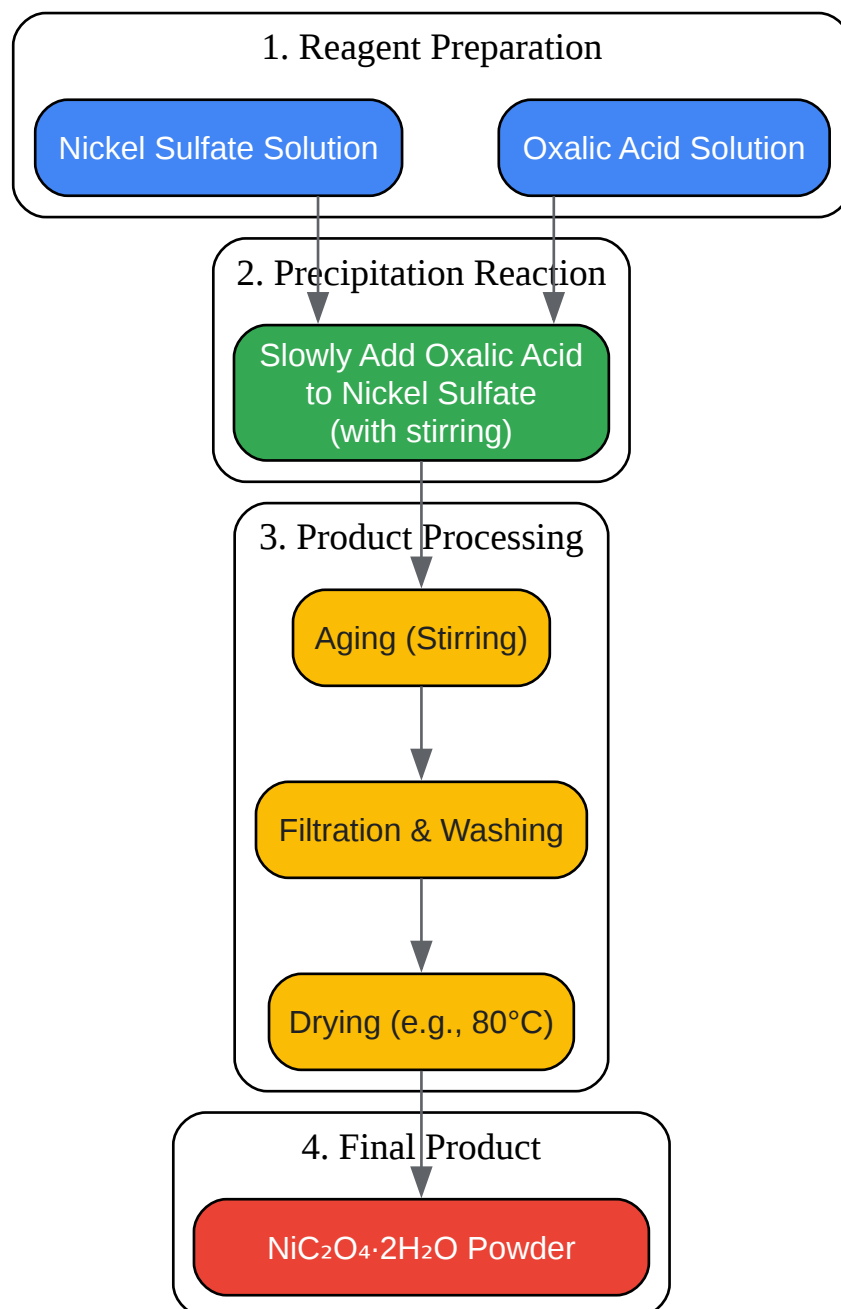 1. Reagent Preparation
Nickel Sulfate Solution
Oxalic Acid Solution
2. Precipitation Reaction
Slowly Add Oxalic Acid
to Nickel Sulfate
(with stirring)
3. Product Processing
Aging (Stirring)
Filtration & Washing
Drying (e.g., 80°C)
4. Final Product
NiC₂O₄·2H₂O Powder